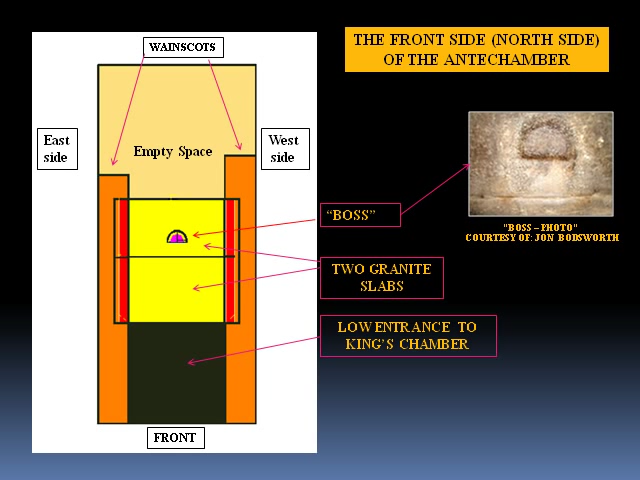 THE FRONT SIDE (NORTH SIDE)
OF THE ANTECHAMBER
WAINSCOTS
East
side
Empty Space
West
side
"BOSS"
"BOSS – PHOTO"
COURTESY OF: JON BODSWORTH
TWO GRANITE
SLABS
LOW ENTRANCE TO
KING'S CHAMBER
FRONT